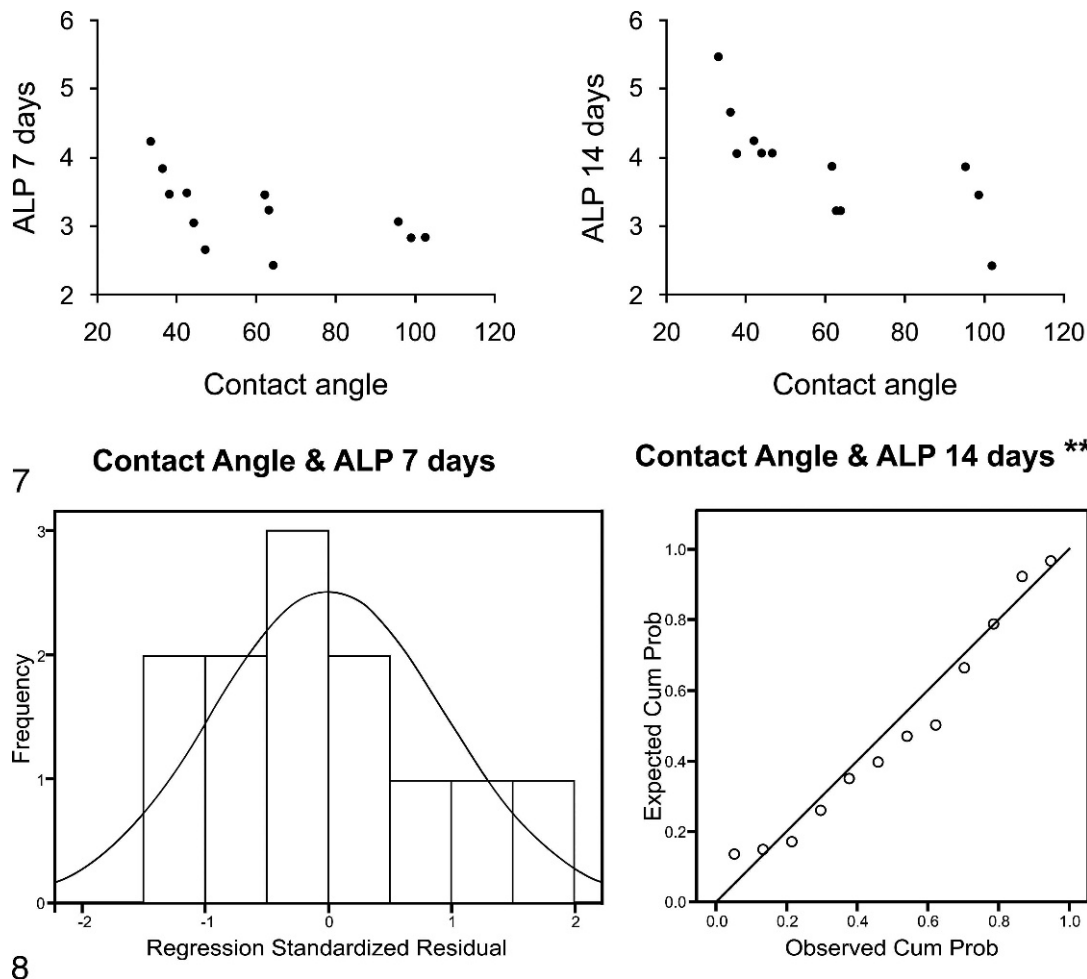 6
5
4
3
2
ALP 7 days
20 40 60 80 100 120
Contact angle
6
5
4
3
2
ALP 14 days
20 40 60 80 100 120
Contact angle
7
Contact Angle & ALP 7 days
Contact Angle & ALP 14 days **
3
2
1
0
Frequency
-2 -1 0 1 2
Regression Standardized Residual
1.0
0.8
0.6
0.4
0.2
0.0
Expected Cum Prob
0.0 0.2 0.4 0.6 0.8 1.0
Observed Cum Prob
8